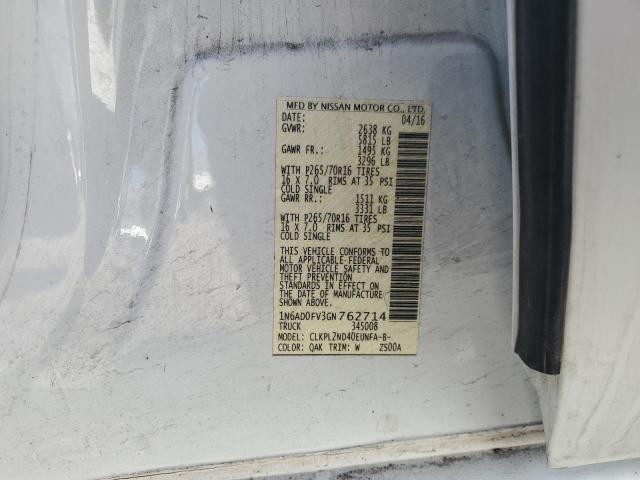 MFD BY NISSAN MOTOR CO., LTD.
DATE: 04/16
GVWR: 2638 KG
5815 LB
GAWR FR.: 1495 KG
3296 LB
WITH P265/70R16 TIRES
16 X 7.0 RIMS AT 35 PSI
COLD SINGLE
GAWR RR.: 1511 KG
3331 LB
WITH P265/70R16 TIRES
16 X 7.0 RIMS AT 35 PSI
COLD SINGLE
THIS VEHICLE CONFORMS TO
ALL APPLICABLE FEDERAL
MOTOR VEHICLE SAFETY AND
THEFT PREVENTION
STANDARDS IN EFFECT ON
THE DATE OF MANUFACTURE
SHOWN ABOVE.
1N6AD0FV3GN762714
TRUCK 345008
MODEL: CLKPL2ND40EUNFA-B-
COLOR: QAK TRIM: W ZS00A